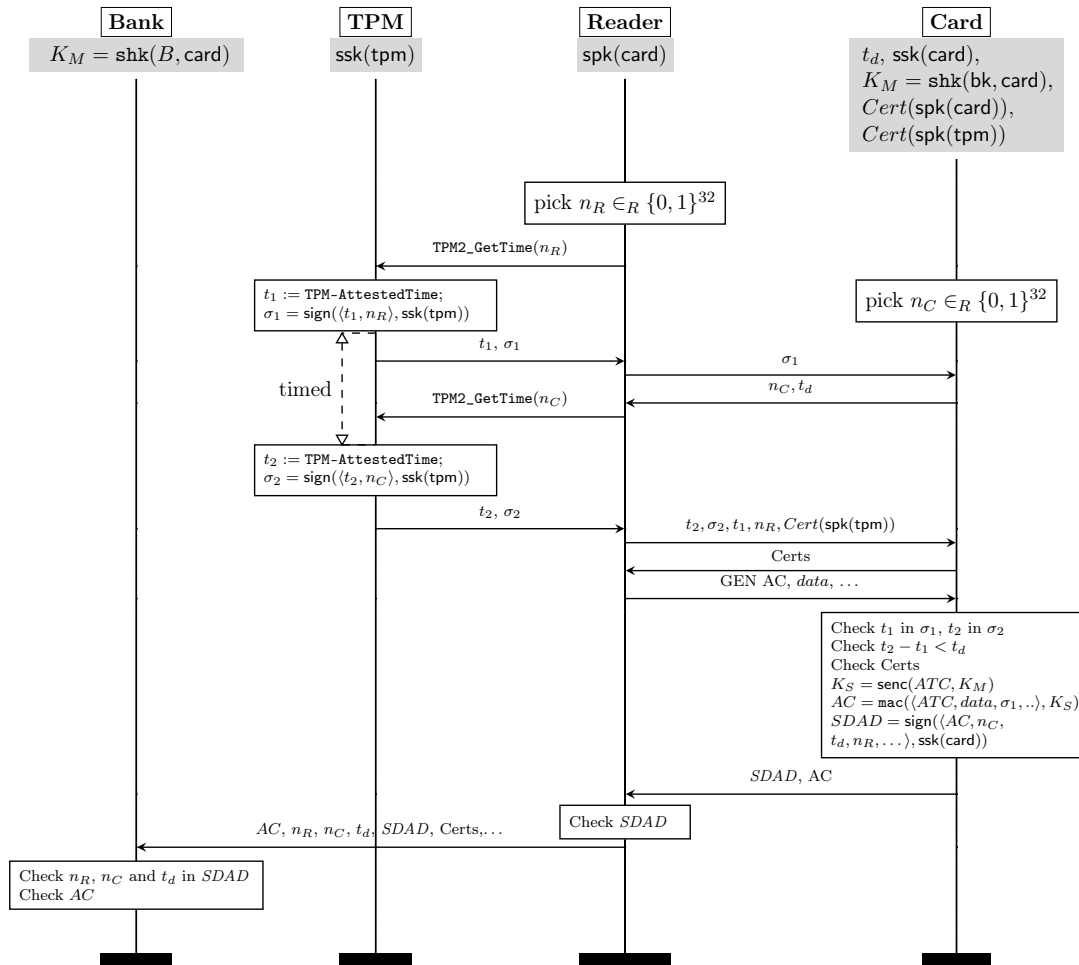 Bank
TPM
Reader
Card
K_M = shk(B, card)
ssk(tpm)
spk(card)
t_d, ssk(card),
K_M = shk(bk, card),
Cert(spk(card)),
Cert(spk(tpm))
pick n_R ∈_R {0, 1}^32
TPM2_GetTime(n_R)
t_1 := TPM-AttestedTime;
σ_1 = sign(⟨t_1, n_R⟩, ssk(tpm))
pick n_C ∈_R {0, 1}^32
t_1, σ_1
σ_1
n_C, t_d
timed
TPM2_GetTime(n_C)
t_2 := TPM-AttestedTime;
σ_2 = sign(⟨t_2, n_C⟩, ssk(tpm))
t_2, σ_2
t_2, σ_2, t_1, n_R, Cert(spk(tpm))
Certs
GEN AC, data, ...
Check t_1 in σ_1, t_2 in σ_2
Check t_2 − t_1 < t_d
Check Certs
K_S = senc(ATC, K_M)
AC = mac(⟨ATC, data, σ_1, ..⟩, K_S)
SDAD = sign(⟨AC, n_C,
t_d, n_R, ...⟩, ssk(card))
SDAD, AC
Check SDAD
AC, n_R, n_C, t_d, SDAD, Certs,...
Check n_R, n_C and t_d in SDAD
Check AC